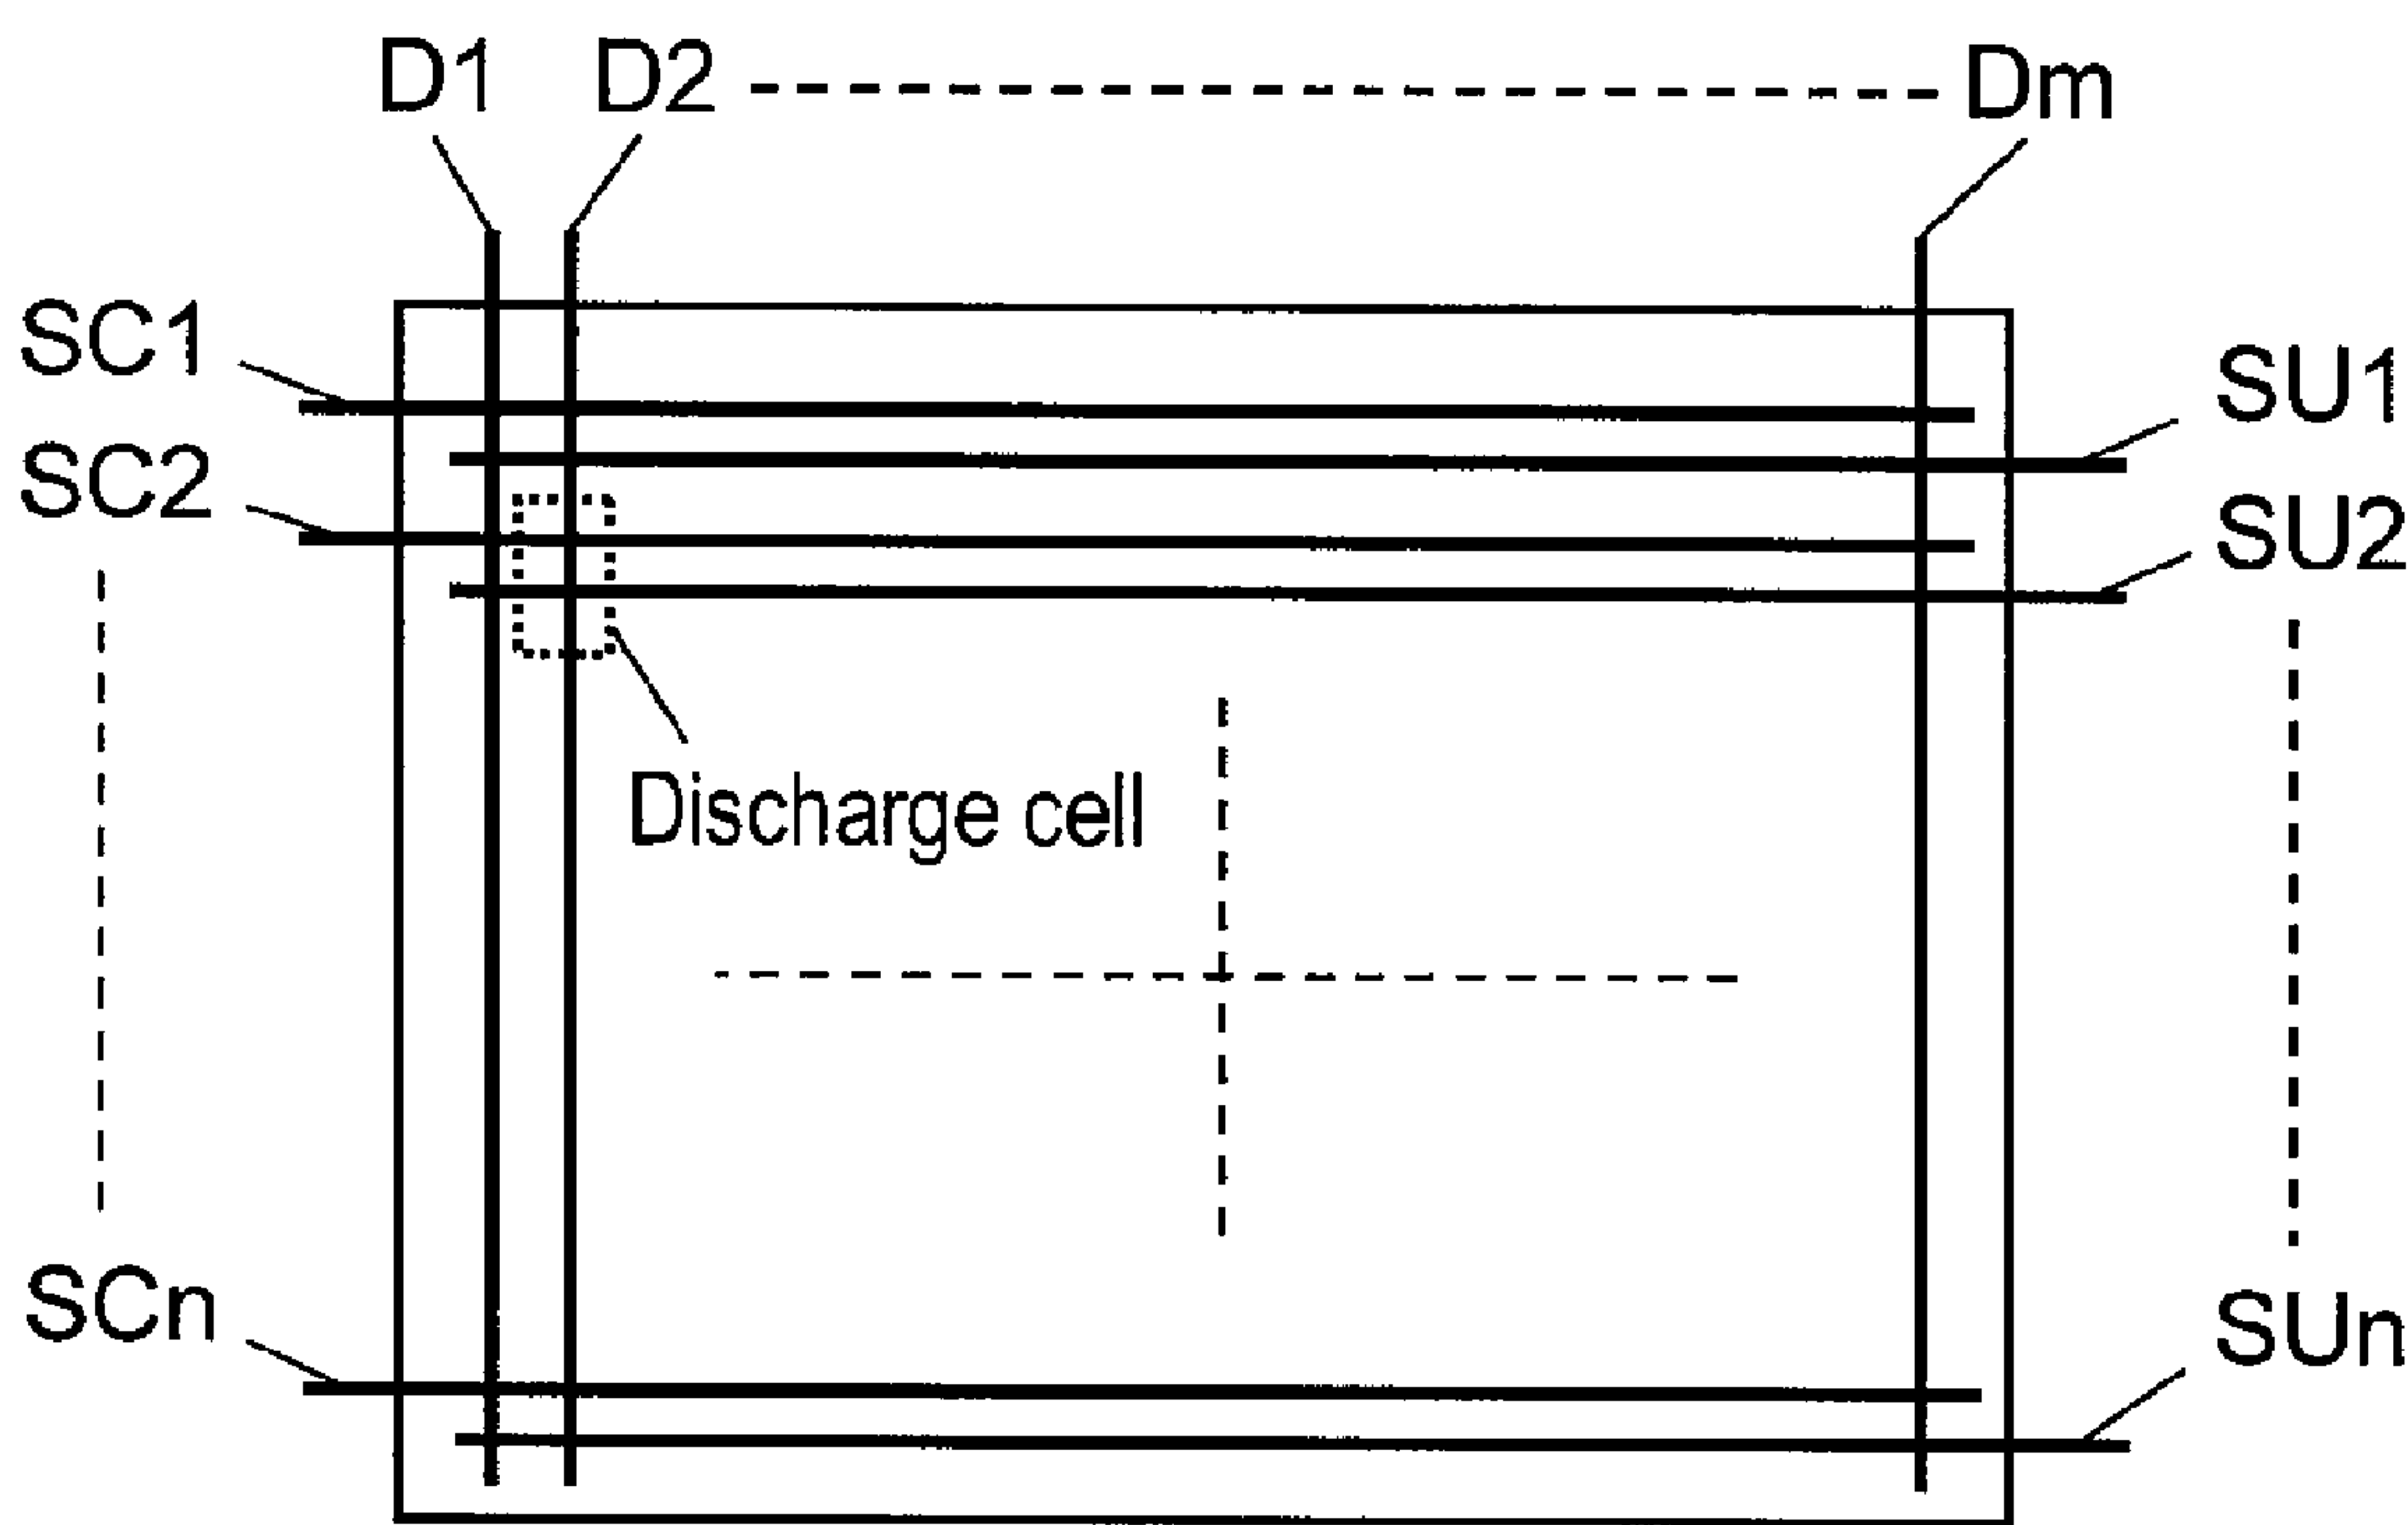 D1 D2 Dm
SC1
SU1
SC2
SU2
Discharge cell
SCn
SUn